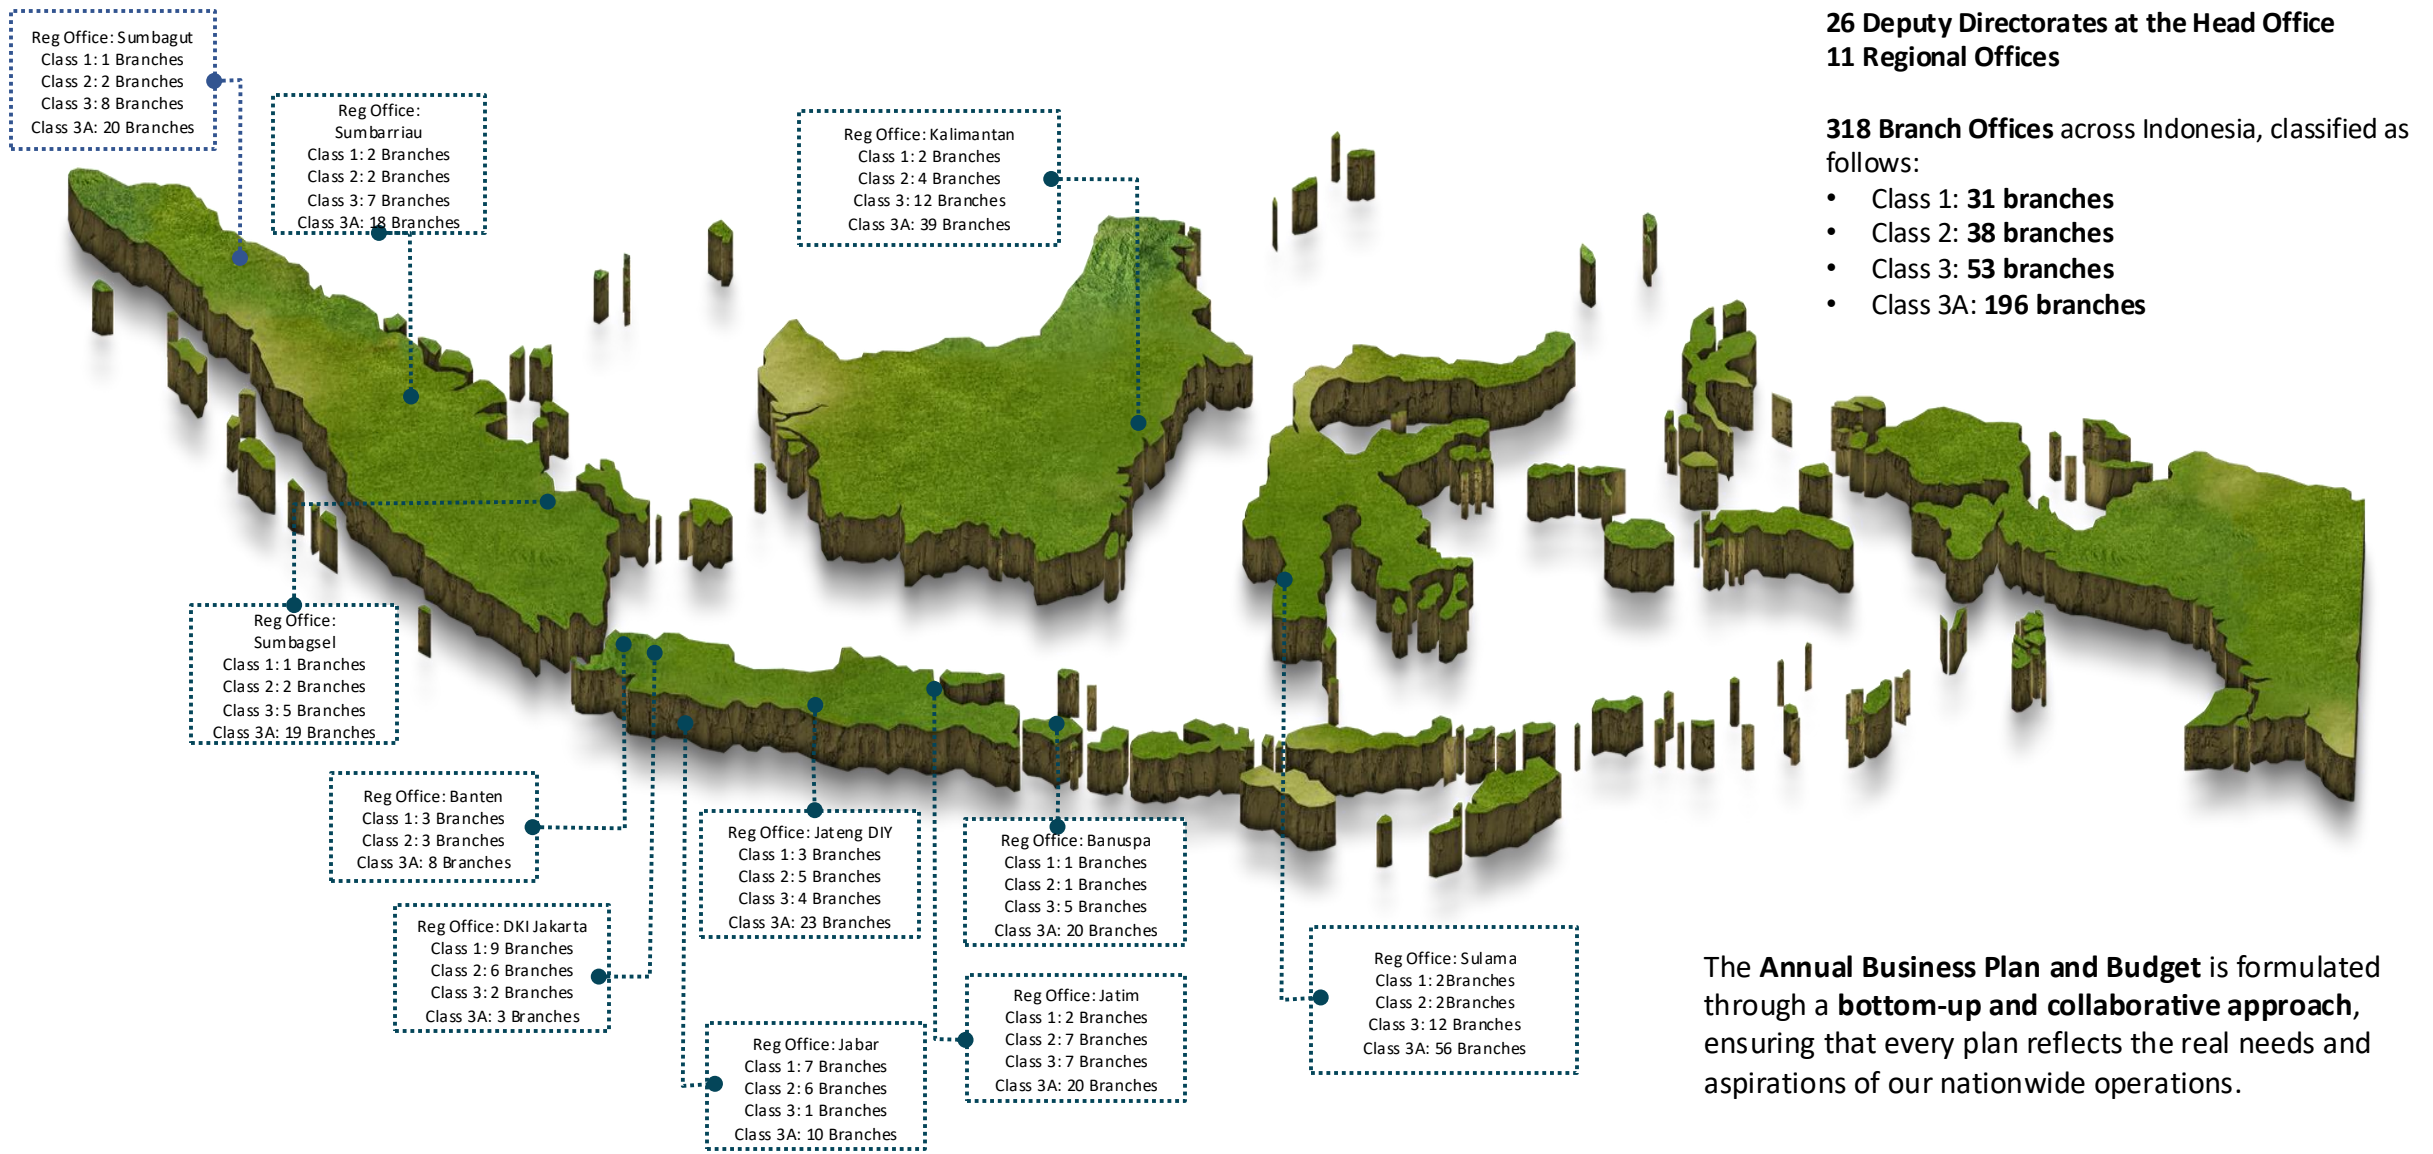 Reg Office: Sumbagut
Class 1: 1 Branches
Class 2: 2 Branches
Class 3: 8 Branches
Class 3A: 20 Branches
Reg Office:
Sumbarriau
Class 1: 2 Branches
Class 2: 2 Branches
Class 3: 7 Branches
Class 3A: 18 Branches
Reg Office: Kalimantan
Class 1: 2 Branches
Class 2: 4 Branches
Class 3: 12 Branches
Class 3A: 39 Branches
26 Deputy Directorates at the Head Office
11 Regional Offices
318 Branch Offices across Indonesia, classified as
follows:
• Class 1: 31 branches
• Class 2: 38 branches
• Class 3: 53 branches
• Class 3A: 196 branches
Reg Office:
Sumbagsel
Class 1: 1 Branches
Class 2: 2 Branches
Class 3: 5 Branches
Class 3A: 19 Branches
Reg Office: Banten
Class 1: 3 Branches
Class 2: 3 Branches
Class 3A: 8 Branches
Reg Office: DKI Jakarta
Class 1: 9 Branches
Class 2: 6 Branches
Class 3: 2 Branches
Class 3A: 3 Branches
Reg Office: Jabar
Class 1: 7 Branches
Class 2: 6 Branches
Class 3: 1 Branches
Class 3A: 10 Branches
Reg Office: Jateng DIY
Class 1: 3 Branches
Class 2: 5 Branches
Class 3: 4 Branches
Class 3A: 23 Branches
Reg Office: Banuspa
Class 1: 1 Branches
Class 2: 1 Branches
Class 3: 5 Branches
Class 3A: 20 Branches
Reg Office: Jatim
Class 1: 2 Branches
Class 2: 7 Branches
Class 3: 7 Branches
Class 3A: 20 Branches
Reg Office: Sulama
Class 1: 2Branches
Class 2: 2Branches
Class 3: 12 Branches
Class 3A: 56 Branches
The Annual Business Plan and Budget is formulated
through a bottom-up and collaborative approach,
ensuring that every plan reflects the real needs and
aspirations of our nationwide operations.